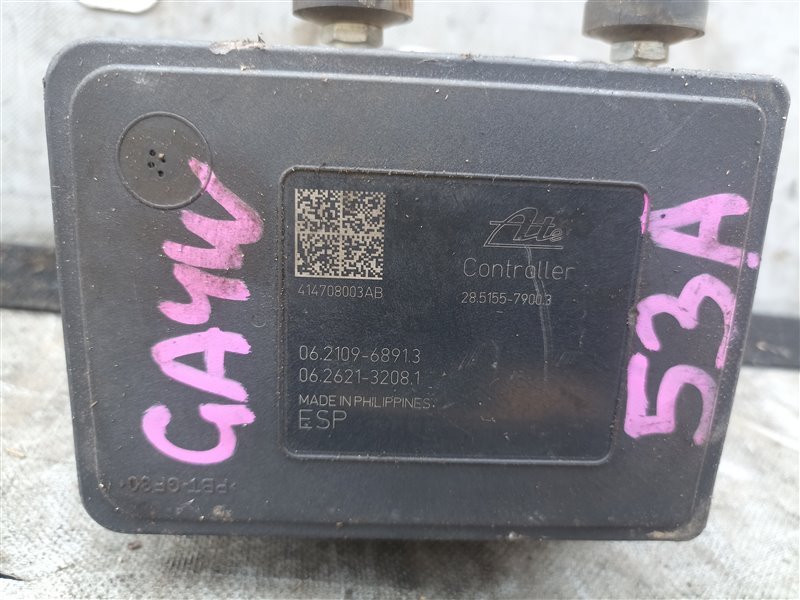 Ate
Controller
414708003AB
28.5155-7900.3
06.2109-6891.3
06.2621-3208.1
MADE IN PHILIPPINES
ESP
GA4W
53A
>PBT-GF30<